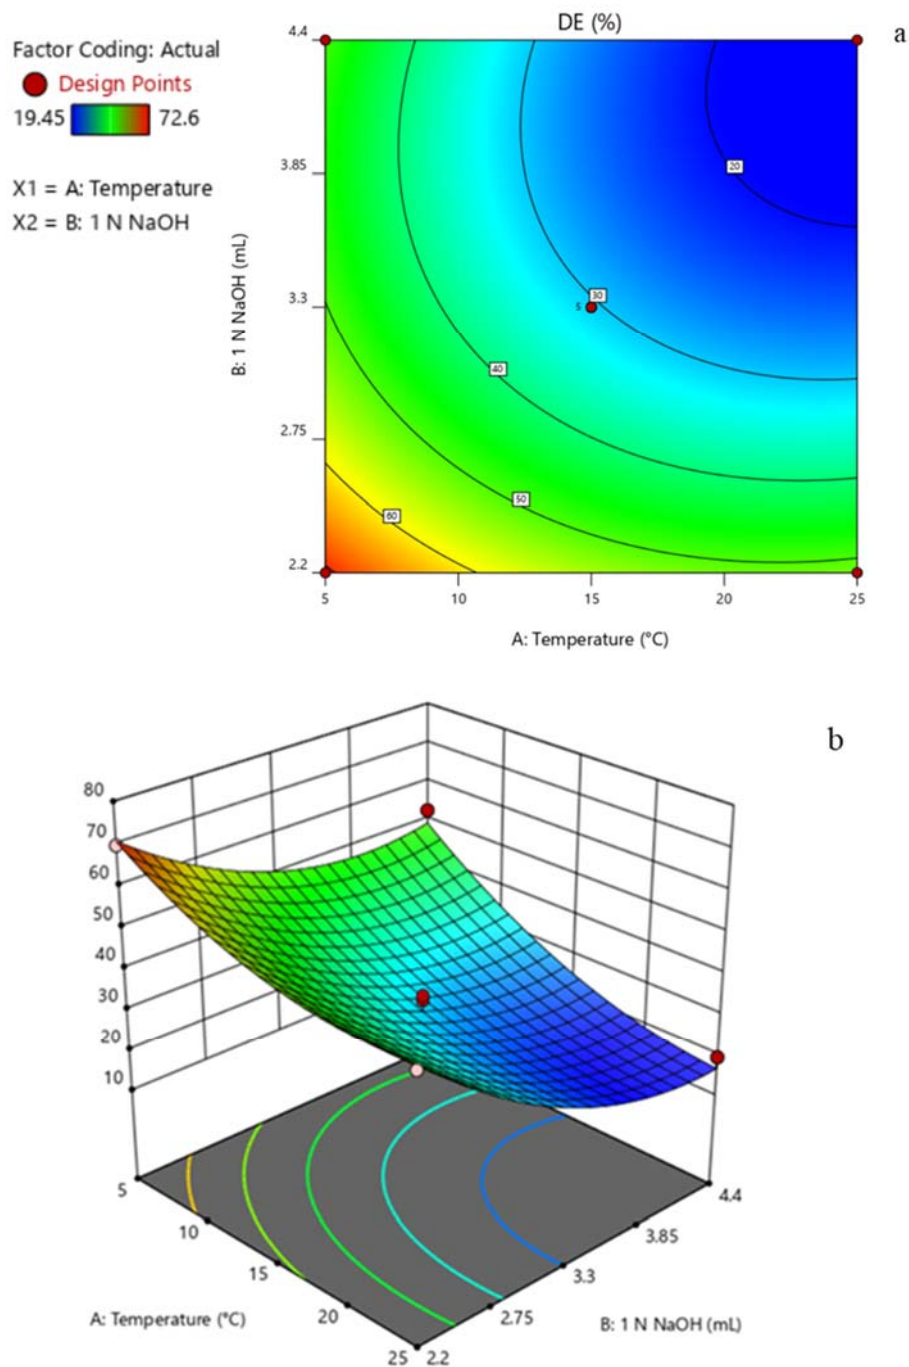 DE (%)
a
Factor Coding: Actual
Design Points
19.45 72.6
X1 = A: Temperature
X2 = B: 1 N NaOH
4.4
3.85
3.3
2.75
2.2
B: 1 N NaOH (mL)
20
30
5
40
50
60
5 10 15 20 25
A: Temperature (°C)
b
80
70
60
50
40
30
20
10
5
10
15
20
25
2.2
2.75
3.3
3.85
4.4
A: Temperature (°C)
B: 1 N NaOH (mL)